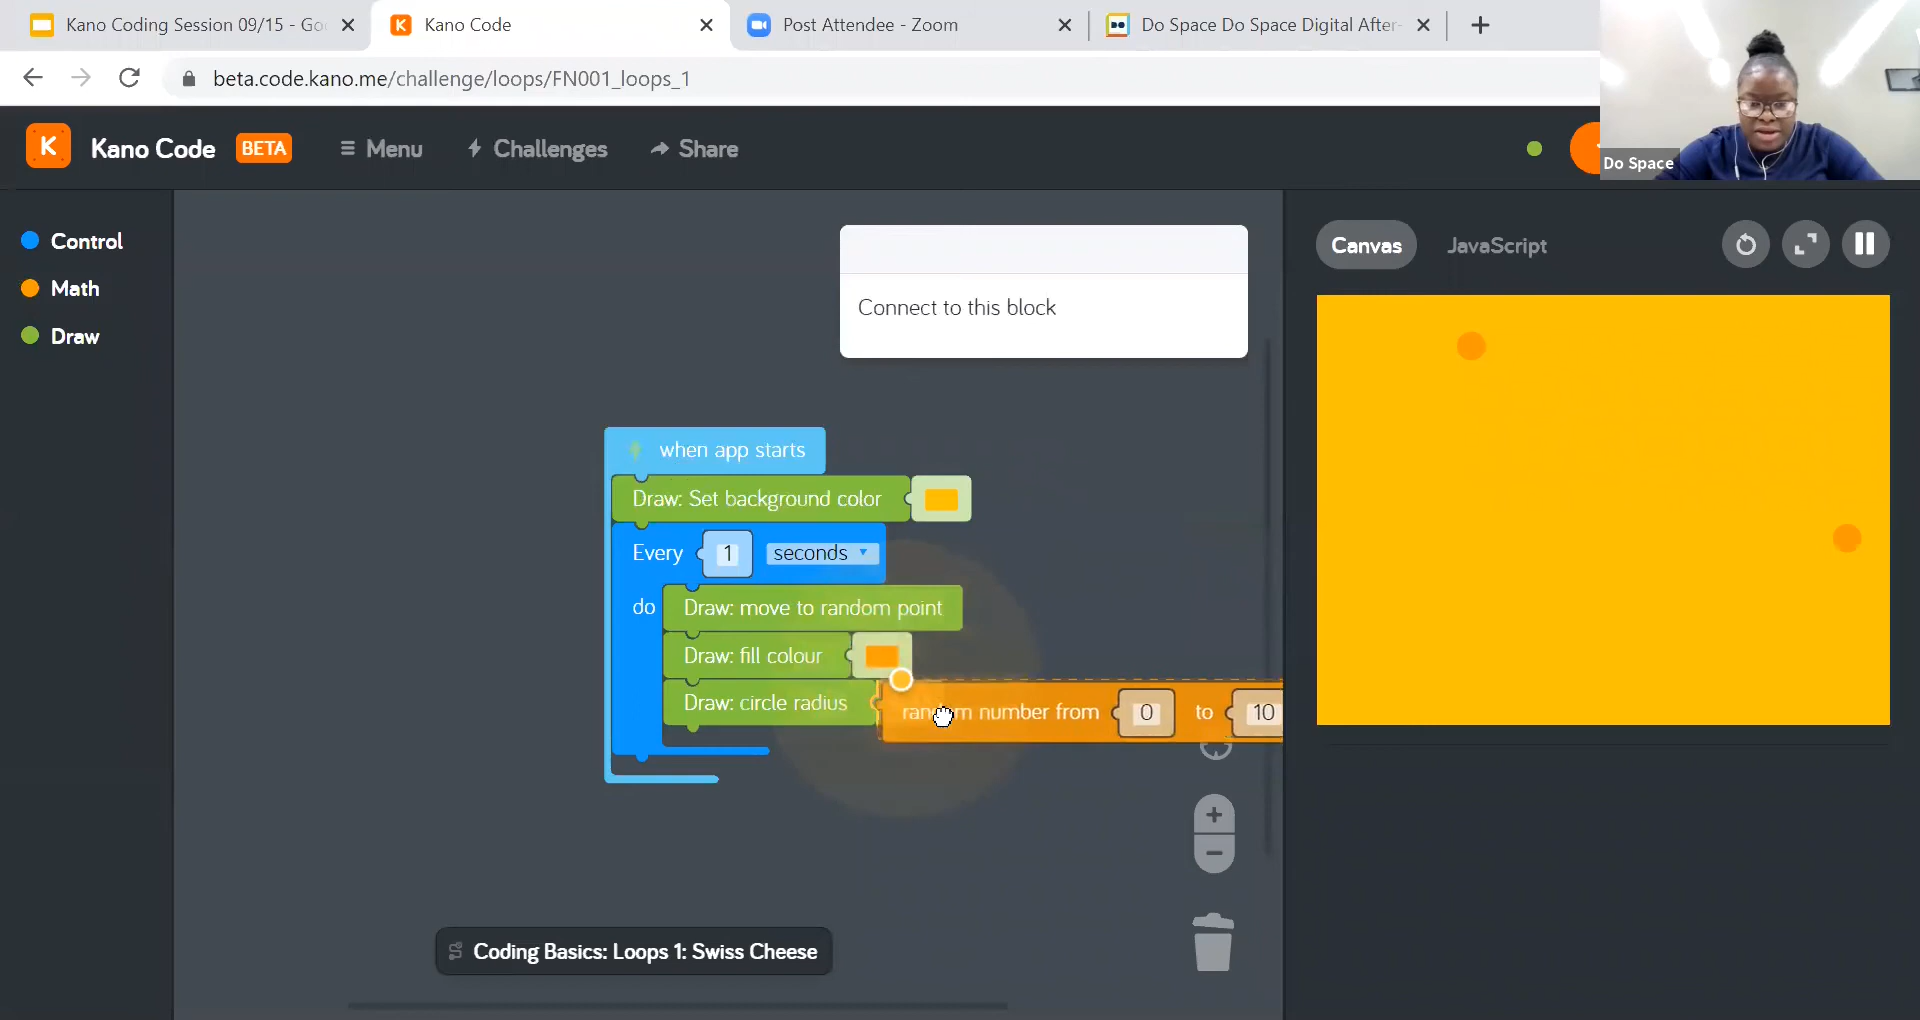 Kano Coding Session 09/15 - Go
Kano Code
Post Attendee - Zoom
Do Space Do Space Digital After-
beta.code.kano.me/challenge/loops/FN001_loops_1
K
Kano Code
BETA
Menu
Challenges
Share
Do Space
Control
Math
Draw
Connect to this block
Canvas
JavaScript
when app starts
Draw: Set background color
Every 1 seconds
do
Draw: move to random point
Draw: fill colour
Draw: circle radius
random number from 0 to 10
Coding Basics: Loops 1: Swiss Cheese